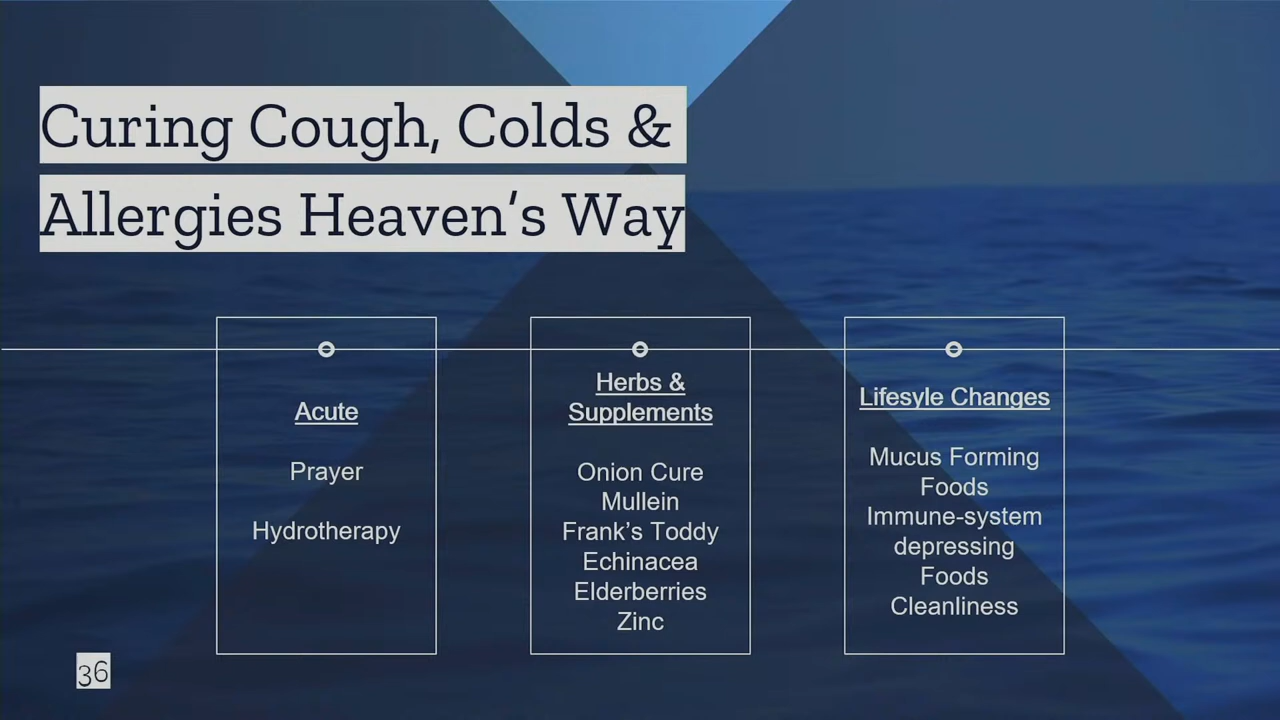 Curing Cough, Colds &
Allergies Heaven’s Way
Acute
Prayer
Hydrotherapy
Herbs &
Supplements
Onion Cure
Mullein
Frank’s Toddy
Echinacea
Elderberries
Zinc
Lifesyle Changes
Mucus Forming
Foods
Immune-system
depressing
Foods
Cleanliness
36